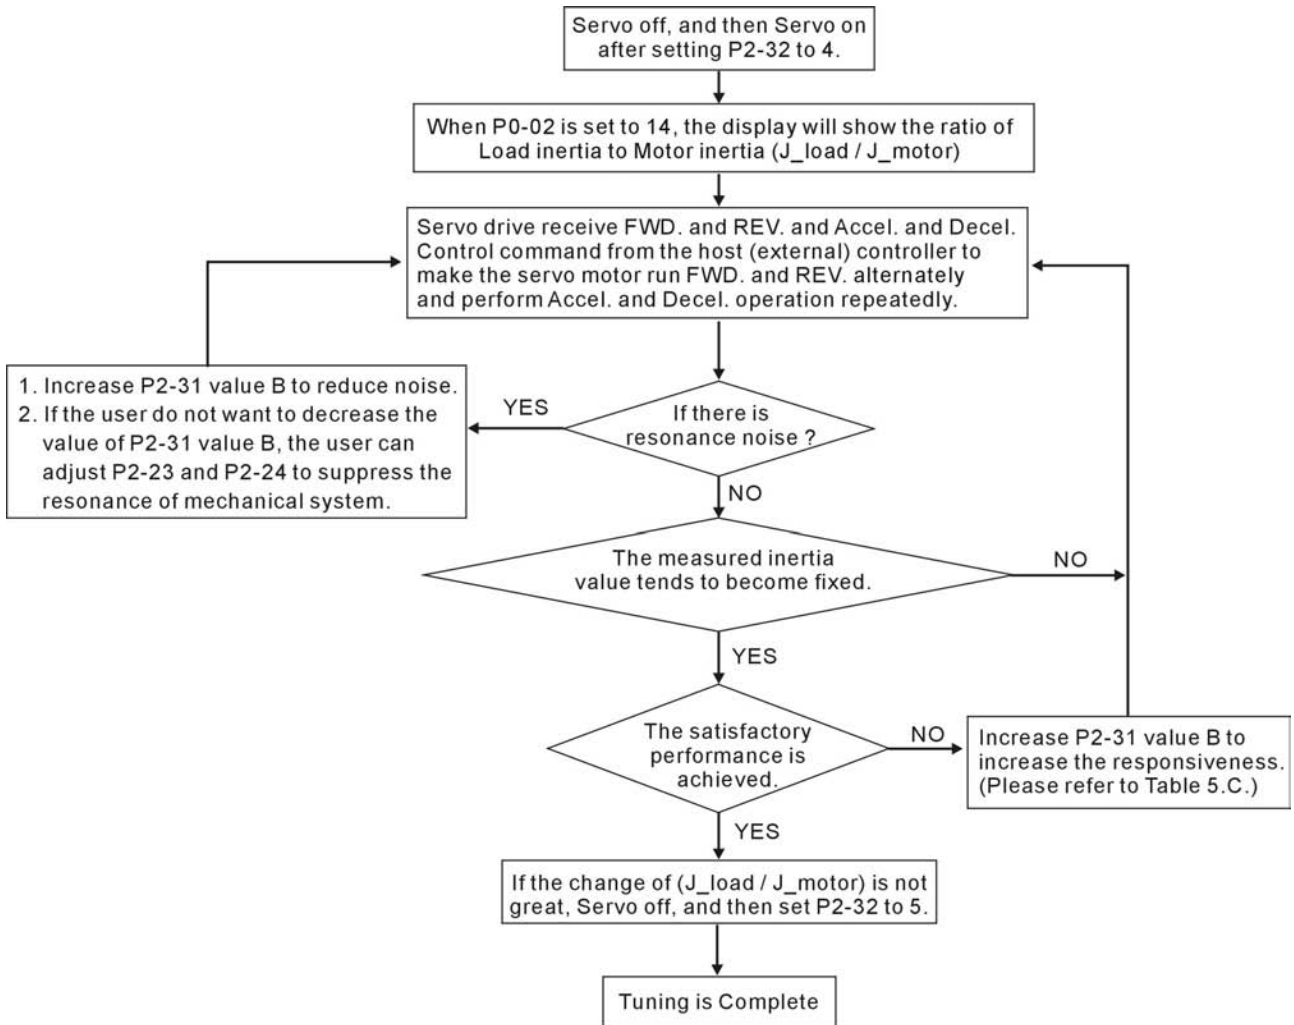 Servo off, and then Servo on
after setting P2-32 to 4.
When P0-02 is set to 14, the display will show the ratio of
Load inertia to Motor inertia (J_load / J_motor)
Servo drive receive FWD. and REV. and Accel. and Decel.
Control command from the host (external) controller to
make the servo motor run FWD. and REV. alternately
and perform Accel. and Decel. operation repeatedly.
1. Increase P2-31 value B to reduce noise.
2. If the user do not want to decrease the
value of P2-31 value B, the user can
adjust P2-23 and P2-24 to suppress the
resonance of mechanical system.
YES
If there is
resonance noise ?
NO
The measured inertia
value tends to become fixed.
NO
YES
The satisfactory
performance is
achieved.
NO
Increase P2-31 value B to
increase the responsiveness.
(Please refer to Table 5.C.)
YES
If the change of (J_load / J_motor) is not
great, Servo off, and then set P2-32 to 5.
Tuning is Complete